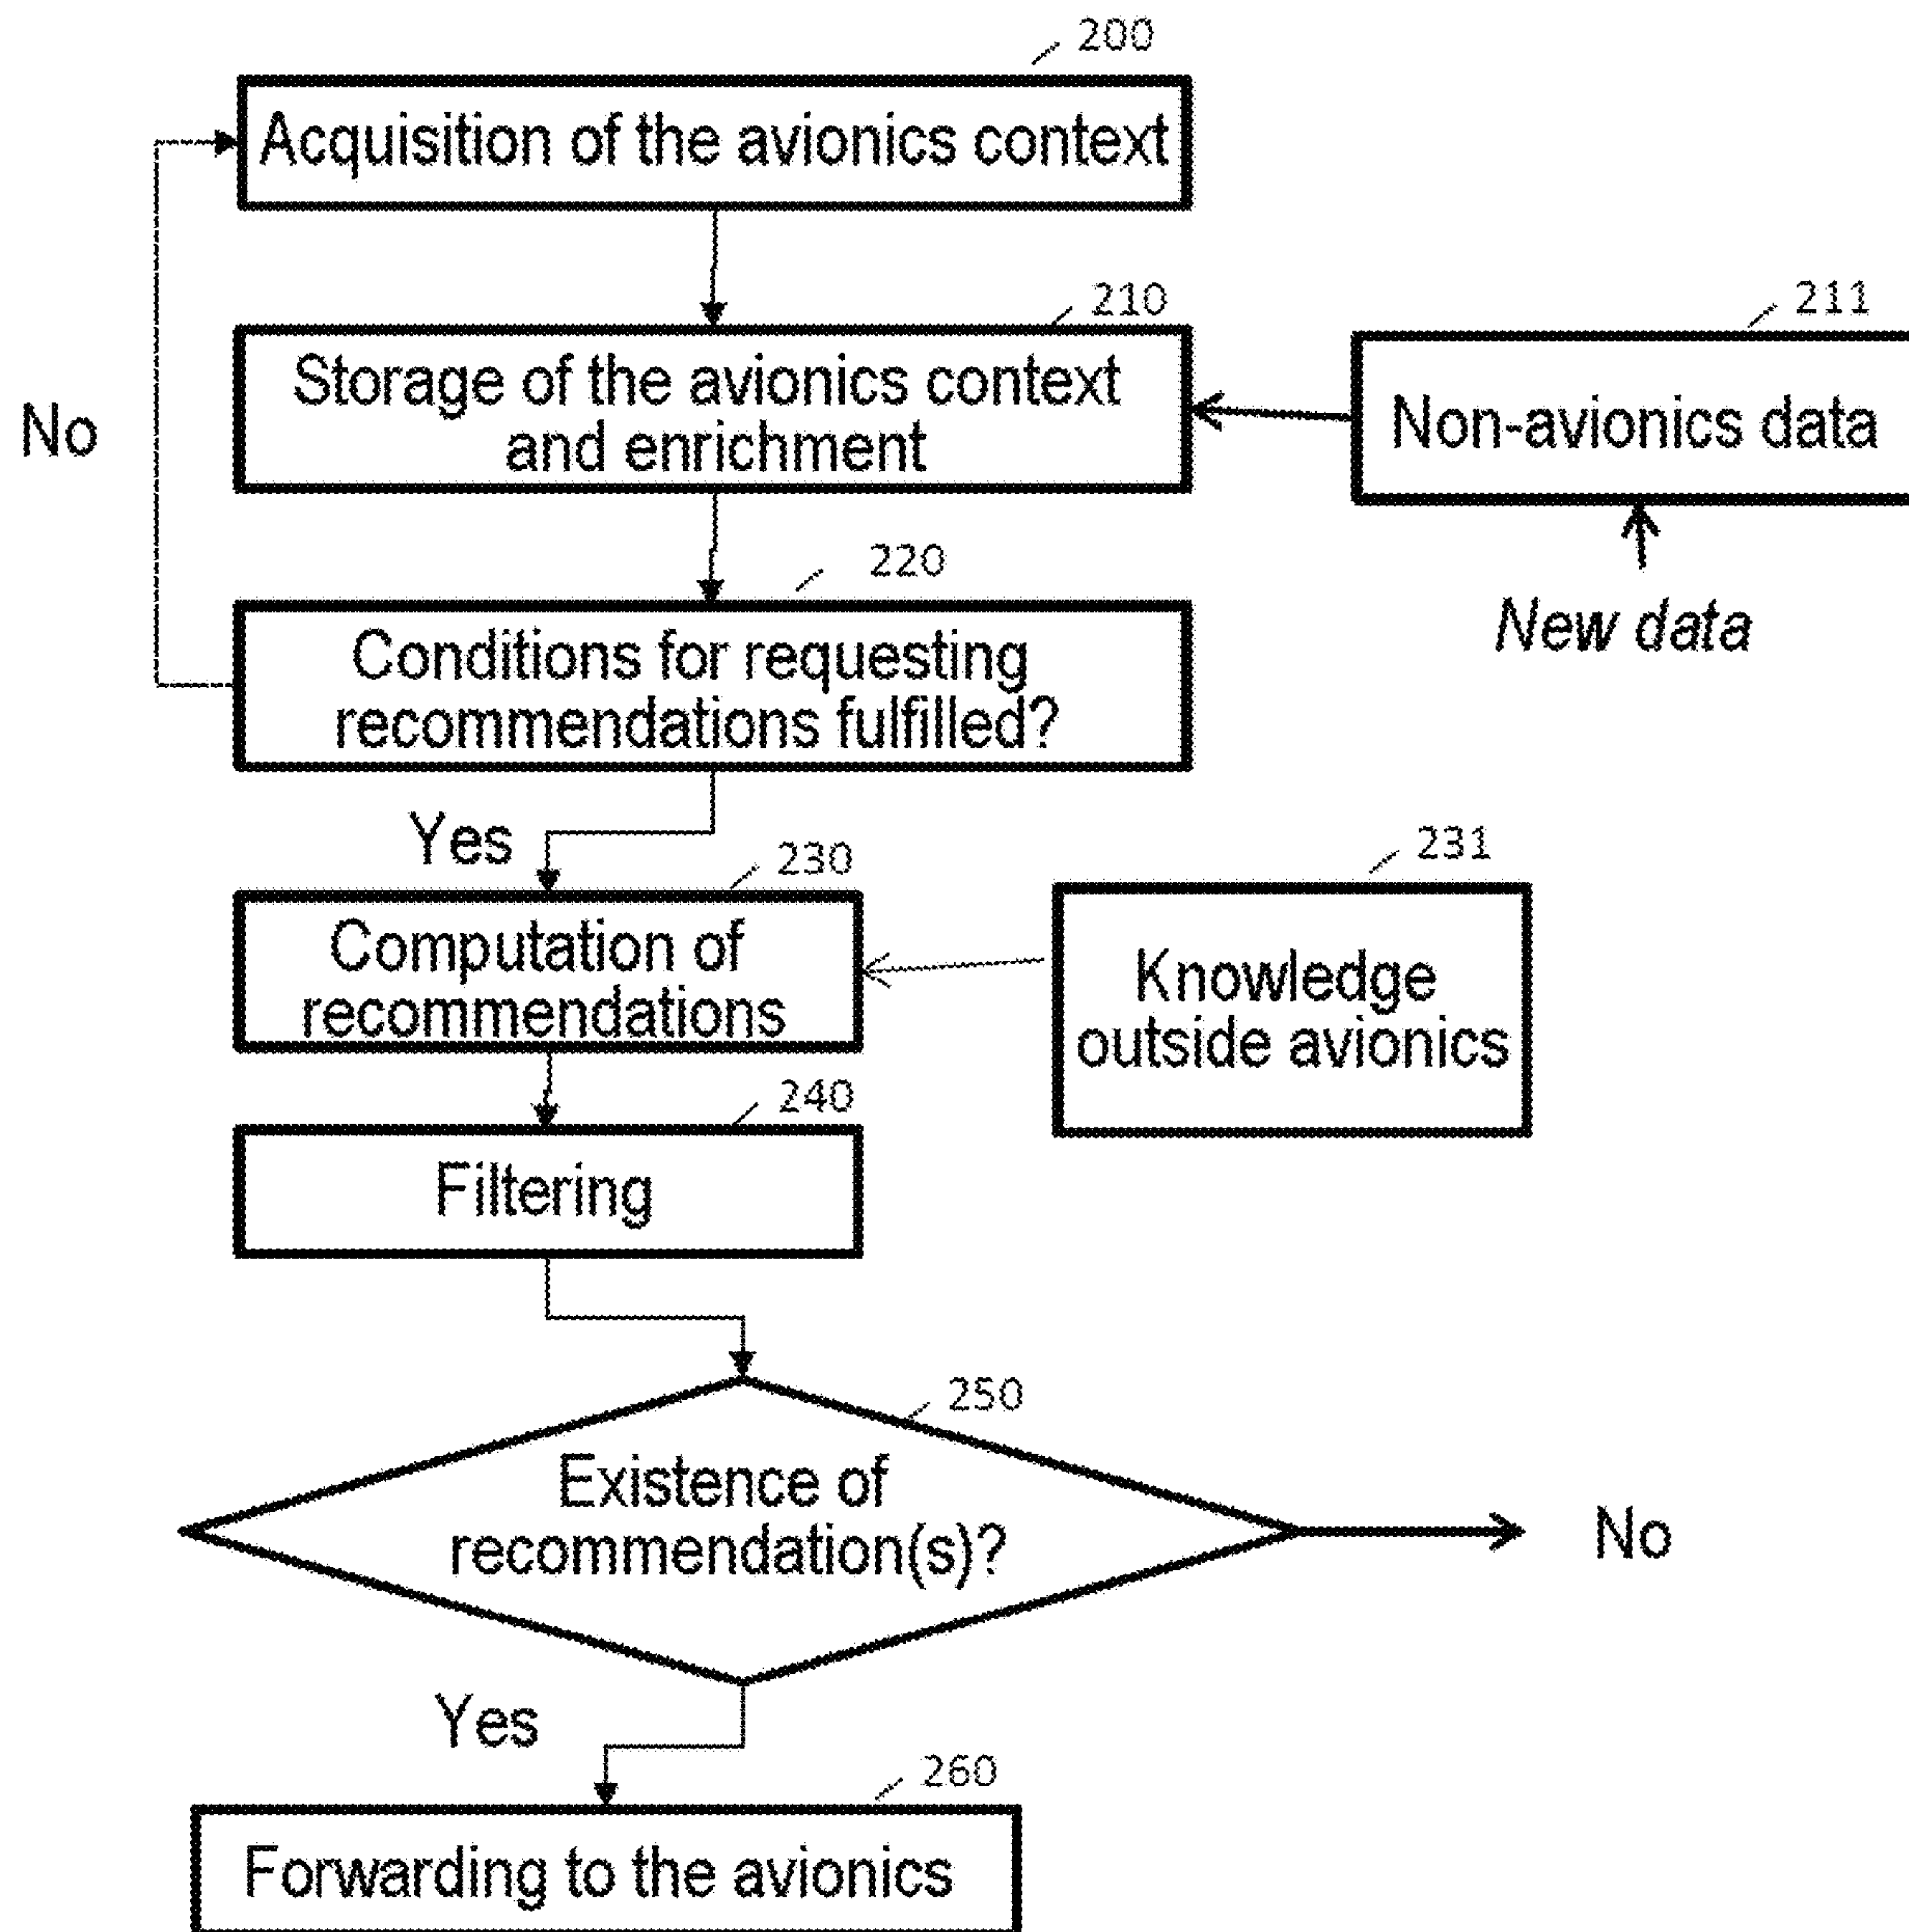 200
Acquisition of the avionics context
210
211
Storage of the avionics context
and enrichment
Non-avionics data
No
220
New data
Conditions for requesting
recommendations fulfilled?
Yes
230
231
Computation of
recommendations
Knowledge
outside avionics
240
Filtering
250
Existence of
recommendation(s)?
No
Yes
260
Forwarding to the avionics